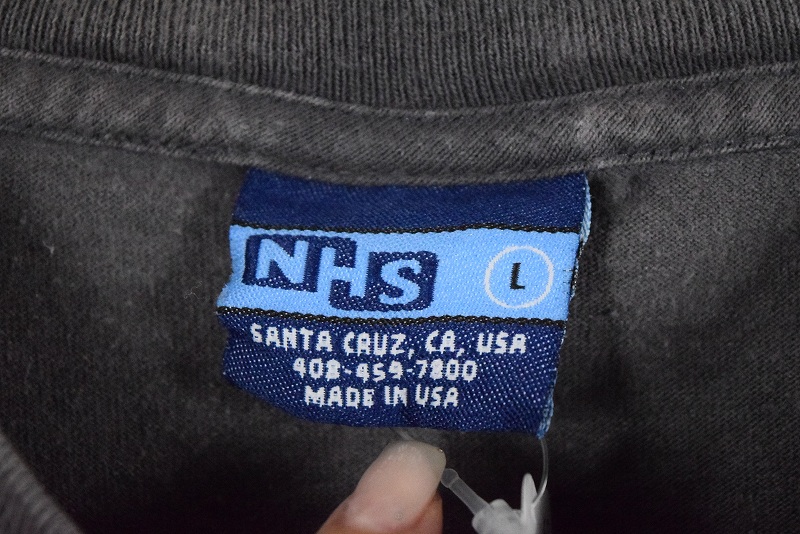 NHS
L
SANTA CRUZ, CA, USA
408-459-7800
MADE IN USA